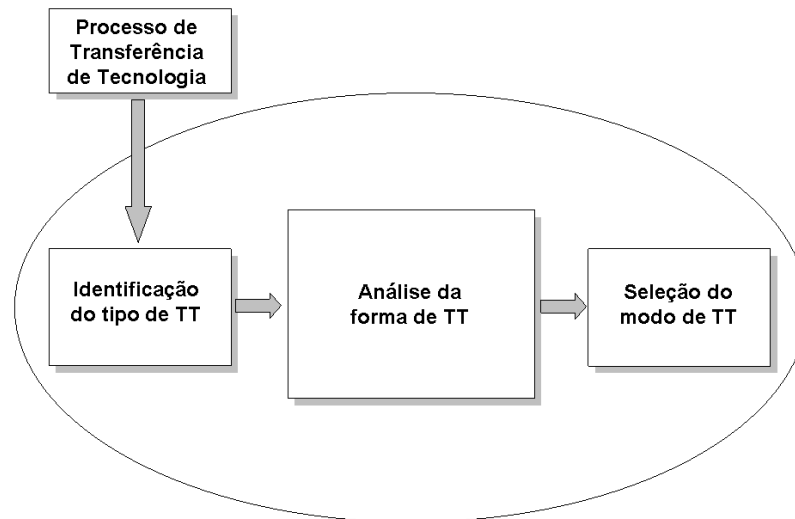 Processo de
Transferência
de Tecnologia
Identificação
do tipo de TT
Análise da
forma de TT
Seleção do
modo de TT